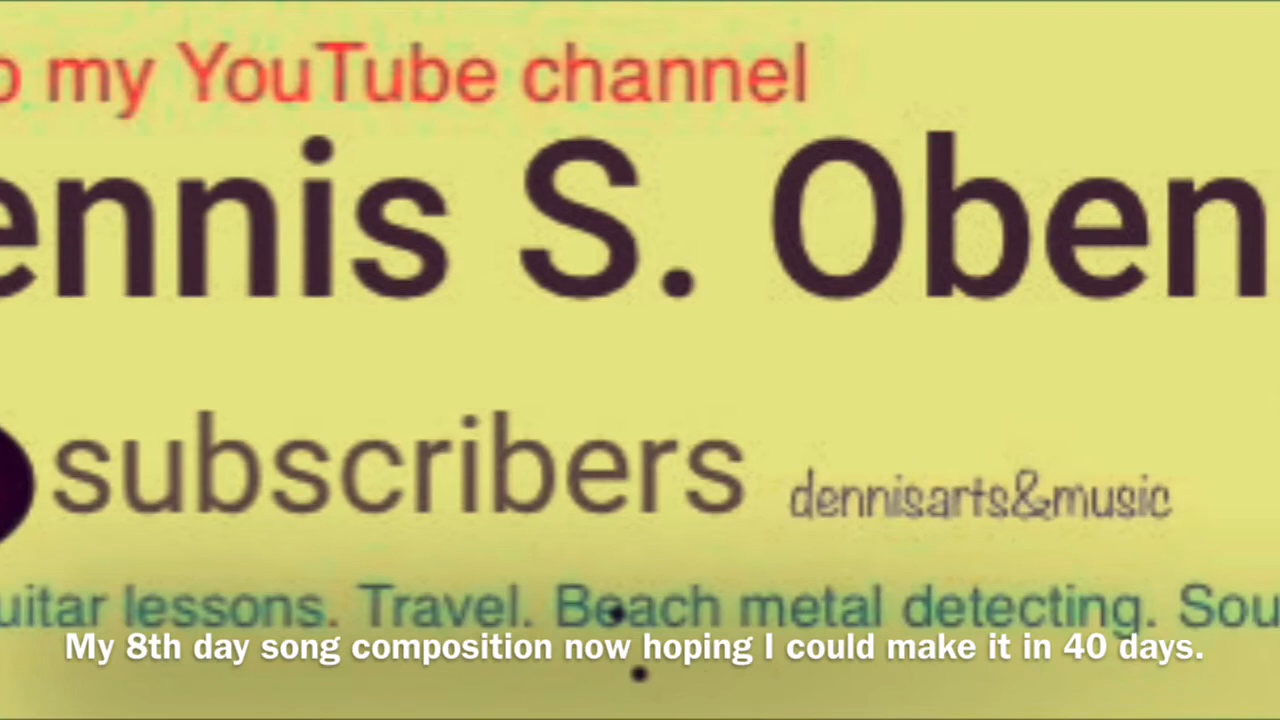 o my YouTube channel
ennis S. Oben
subscribers dennisarts&music
uitar lessons. Travel. Beach metal detecting. Sou
My 8th day song composition now hoping I could make it in 40 days.